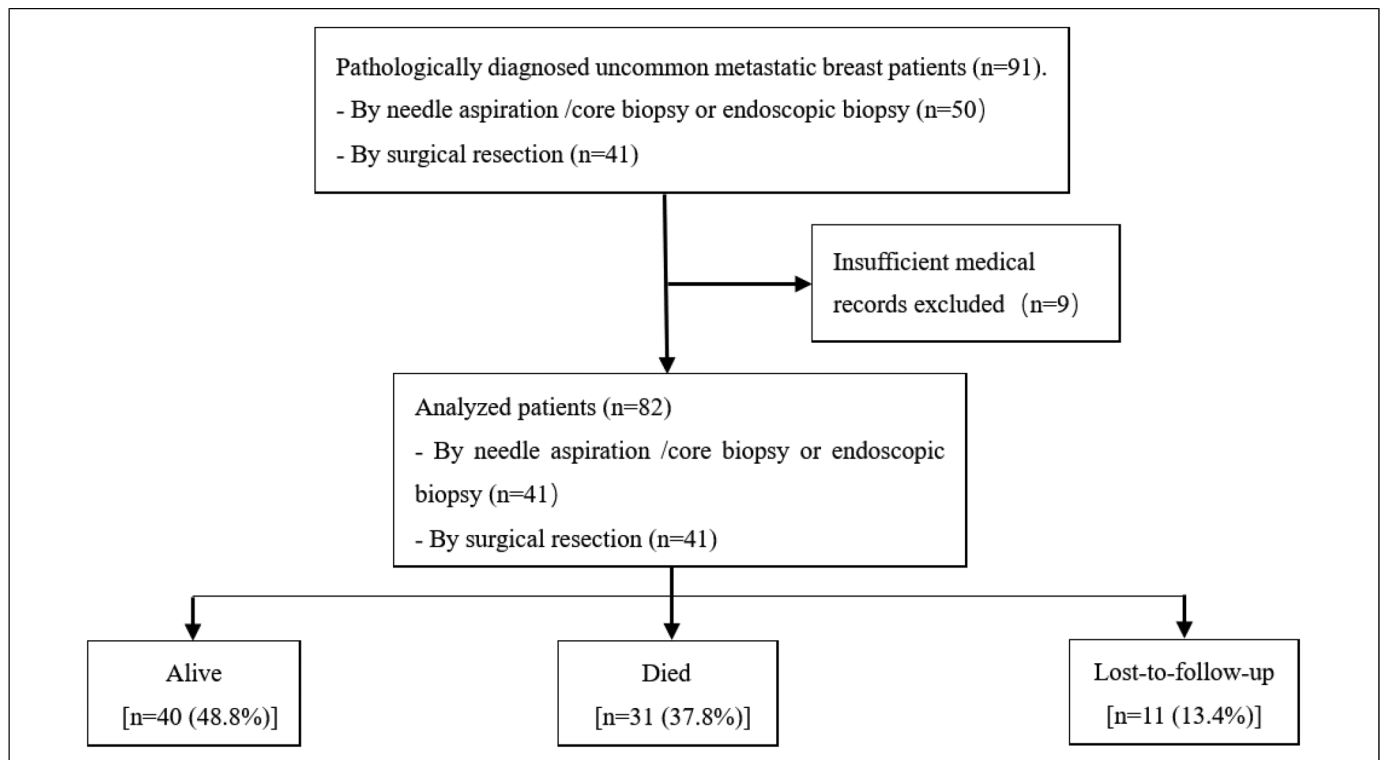 Pathologically diagnosed uncommon metastatic breast patients (n=91).
- By needle aspiration /core biopsy or endoscopic biopsy (n=50）
- By surgical resection (n=41)
Insufficient medical
records excluded （n=9）
Analyzed patients (n=82)
- By needle aspiration /core biopsy or endoscopic
biopsy (n=41）
- By surgical resection (n=41)
Alive
[n=40 (48.8%)]
Died
[n=31 (37.8%)]
Lost-to-follow-up
[n=11 (13.4%)]